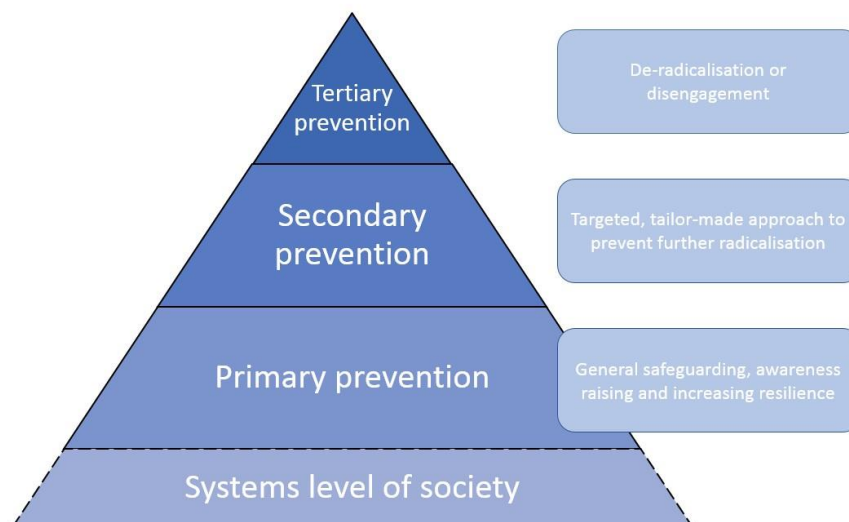 Tertiary
prevention
De-radicalisation or
disengagement
Secondary
prevention
Targeted, tailor-made approach to
prevent further radicalisation
Primary prevention
General safeguarding, awareness
raising and increasing resilience
Systems level of society